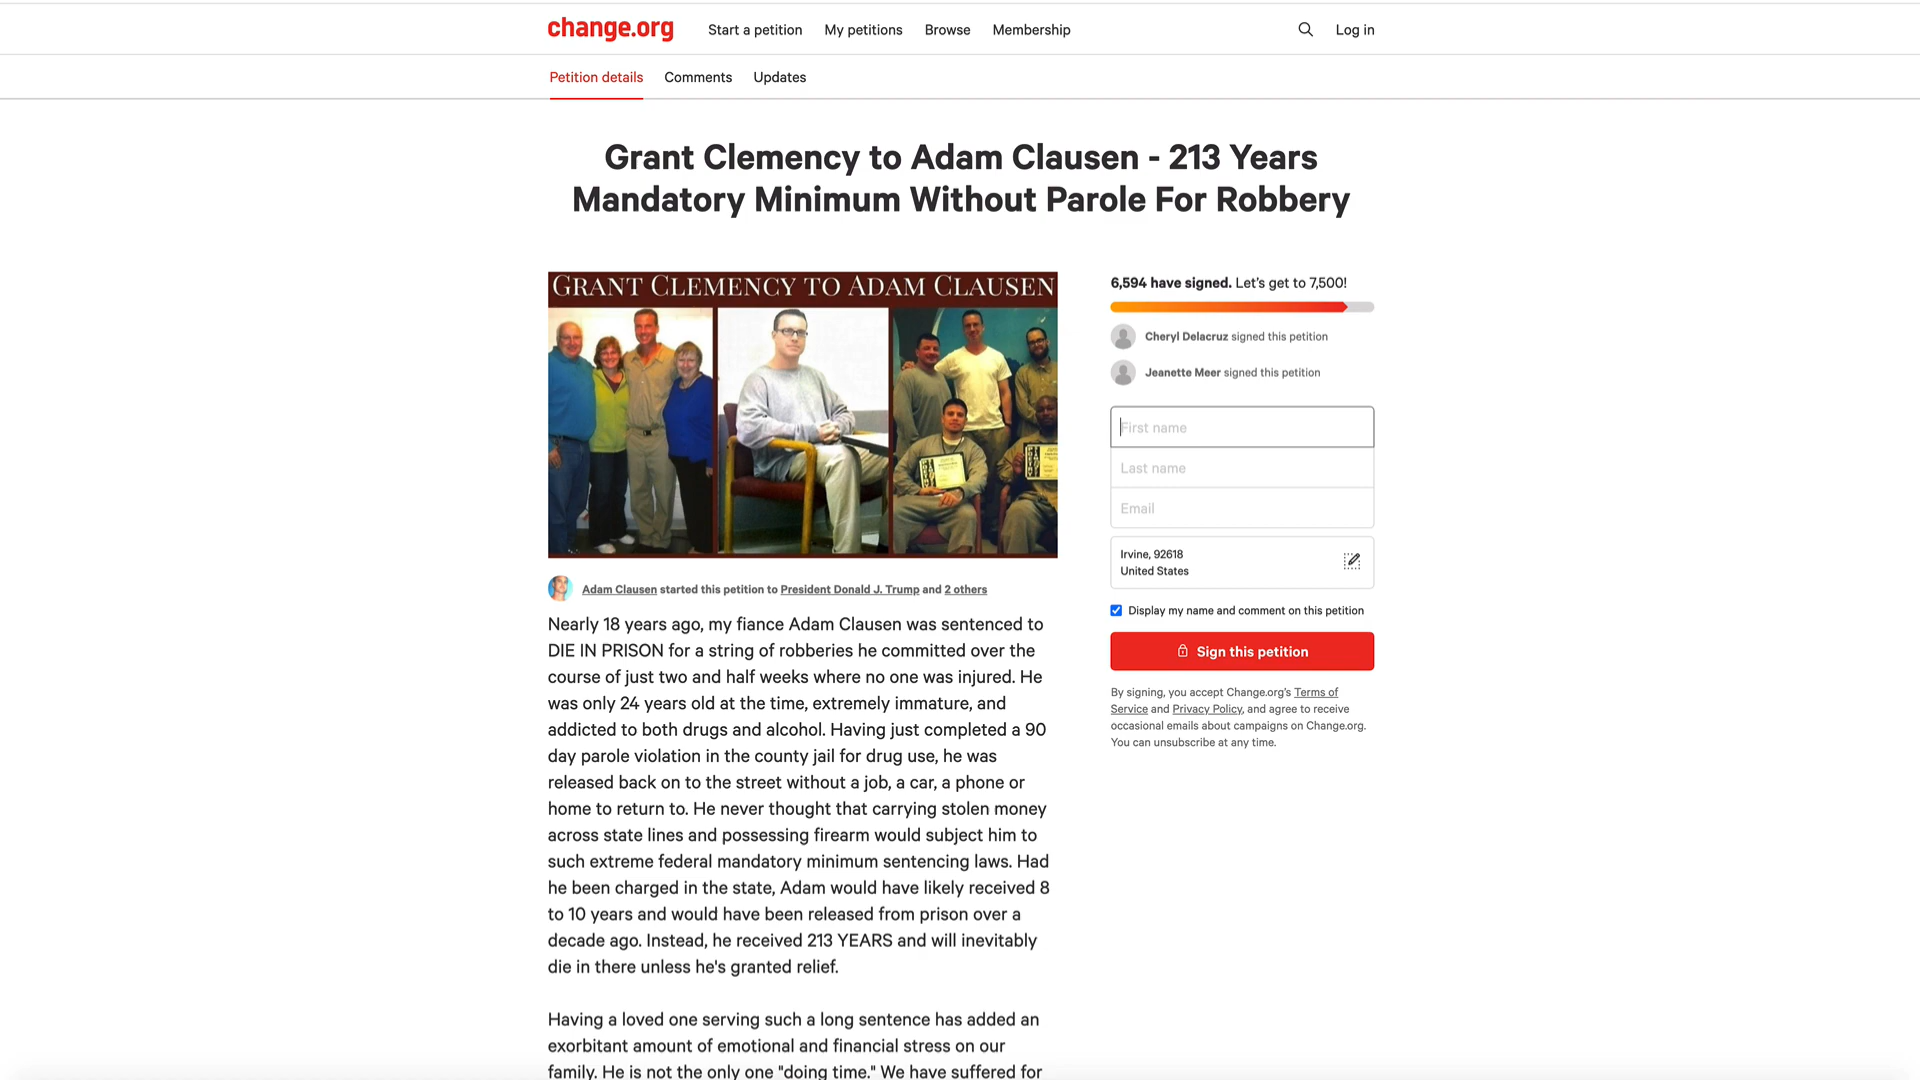 change.org
Start a petition
My petitions
Browse
Membership
Log in
Petition details
Comments
Updates
Grant Clemency to Adam Clausen - 213 Years
Mandatory Minimum Without Parole For Robbery
GRANT CLEMENCY TO ADAM CLAUSEN
Adam Clausen started this petition to President Donald J. Trump and 2 others
Nearly 18 years ago, my fiance Adam Clausen was sentenced to
DIE IN PRISON for a string of robberies he committed over the
course of just two and half weeks where no one was injured. He
was only 24 years old at the time, extremely immature, and
addicted to both drugs and alcohol. Having just completed a 90
day parole violation in the county jail for drug use, he was
released back on to the street without a job, a car, a phone or
home to return to. He never thought that carrying stolen money
across state lines and possessing firearm would subject him to
such extreme federal mandatory minimum sentencing laws. Had
he been charged in the state, Adam would have likely received 8
to 10 years and would have been released from prison over a
decade ago. Instead, he received 213 YEARS and will inevitably
die in there unless he's granted relief.
Having a loved one serving such a long sentence has added an
exorbitant amount of emotional and financial stress on our
family. He is not the only one "doing time." We have suffered for
6,594 have signed. Let's get to 7,500!
Cheryl Delacruz signed this petition
Jeanette Meer signed this petition
First name
Last name
Email
Irvine, 92618
United States
Display my name and comment on this petition
Sign this petition
By signing, you accept Change.org's Terms of
Service and Privacy Policy, and agree to receive
occasional emails about campaigns on Change.org.
You can unsubscribe at any time.